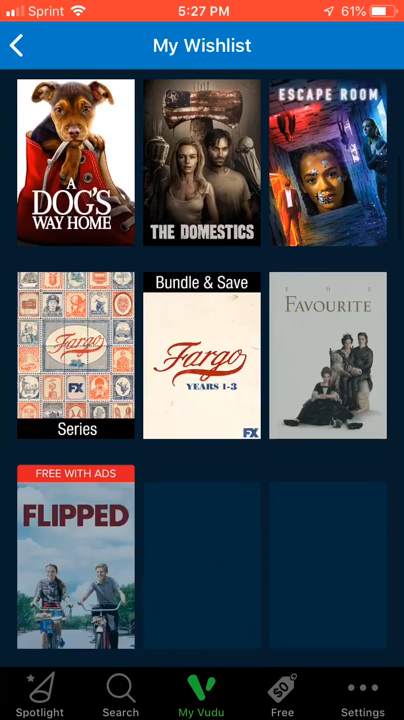 Sprint 5:27 PM 61%
My Wishlist
A
DOG'S
WAY HOME
THE DOMESTICS
ESCAPE ROOM
Fargo
FX
Series
Bundle & Save
Fargo
YEARS 1-3
FX
THE
FAVOURITE
FREE WITH ADS
FLIPPED
$0
Spotlight Search My Vudu Free Settings